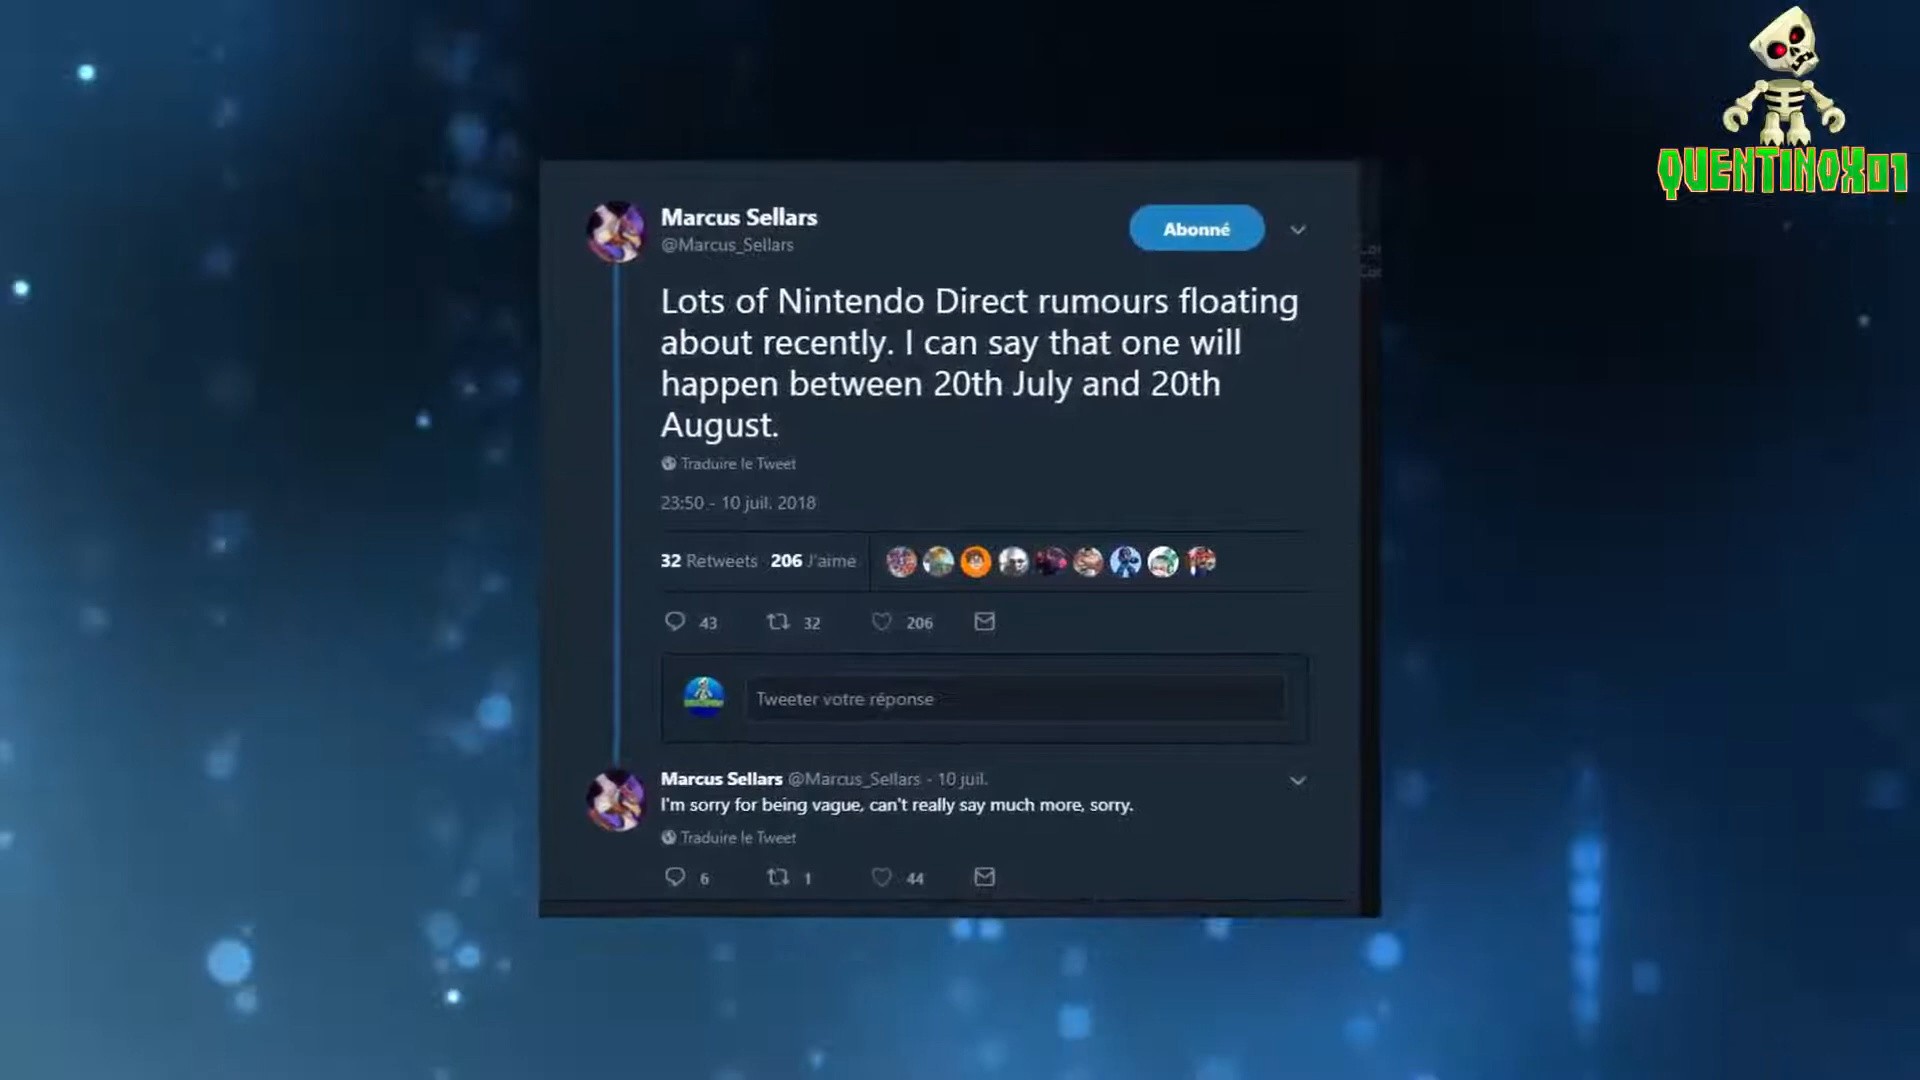 QUENTINOX01
Marcus Sellars
@Marcus_Sellars
Abonné
Lots of Nintendo Direct rumours floating
about recently. I can say that one will
happen between 20th July and 20th
August.
Traduire le Tweet
23:50 - 10 juil. 2018
32 Retweets 206 J'aime
43 32 206
Tweeter votre réponse
Marcus Sellars @Marcus_Sellars - 10 juil.
I'm sorry for being vague, can't really say much more, sorry.
Traduire le Tweet
6 1 44